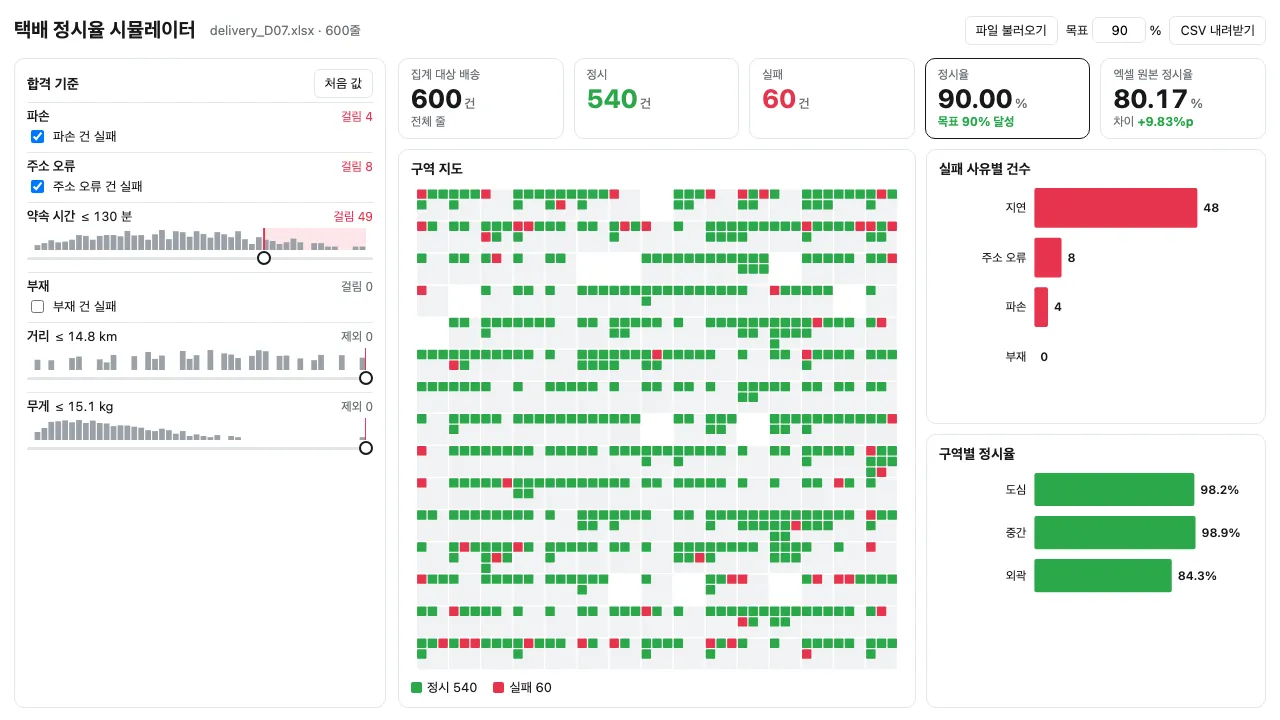 택배 정시율 시뮬레이터 delivery_D07.xlsx · 600줄
파일 불러오기 목표 90 % CSV 내려받기
합격 기준 처음 값
파손 걸림 4
파손 건 실패
주소 오류 걸림 8
주소 오류 건 실패
약속 시간 ≤ 130 분 걸림 49
부재 걸림 0
부재 건 실패
거리 ≤ 14.8 km 제외 0
무게 ≤ 15.1 kg 제외 0
집계 대상 배송
600건
전체 줄
정시
540건
실패
60건
정시율
90.00%
목표 90% 달성
엑셀 원본 정시율
80.17%
차이 +9.83%p
구역 지도
정시 540 실패 60
실패 사유별 건수
지연 48
주소 오류 8
파손 4
부재 0
구역별 정시율
도심 98.2%
중간 98.9%
외곽 84.3%